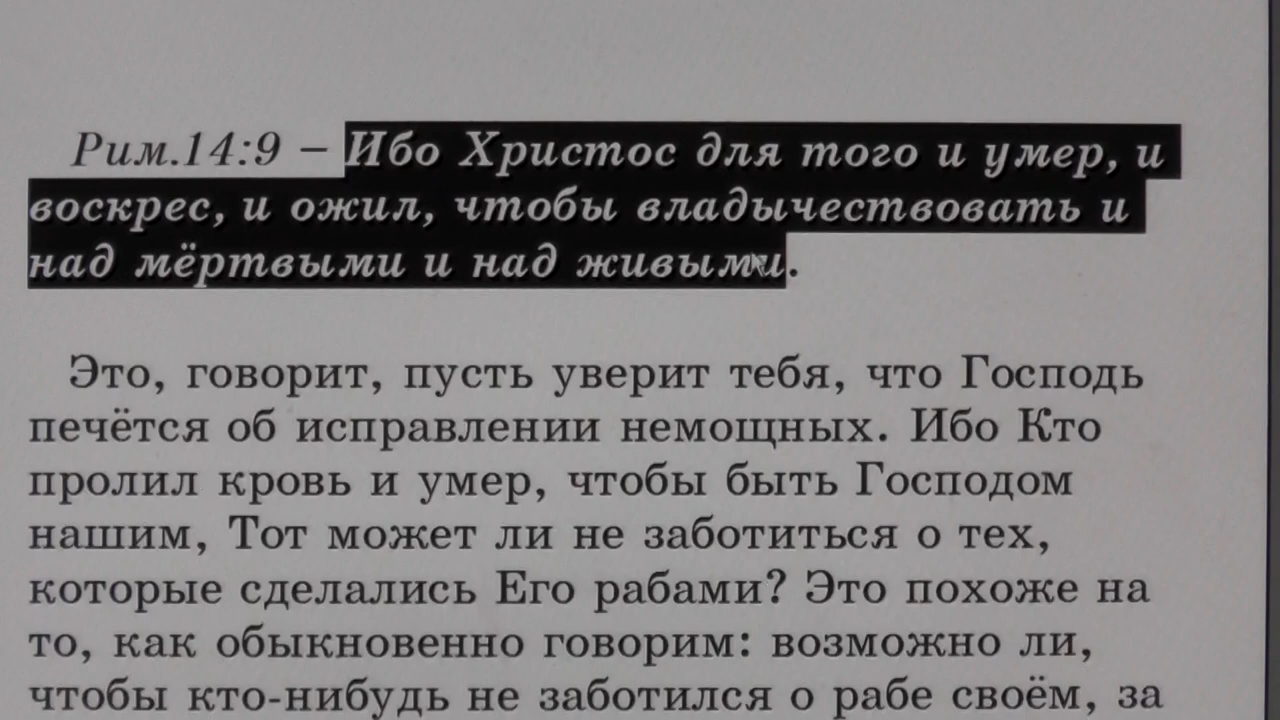 Рим.14:9 – Ибо Христос для того и умер, и
воскрес, и ожил, чтобы владычествовать и
над мёртвыми и над живыми.
Это, говорит, пусть уверит тебя, что Господь
печётся об исправлении немощных. Ибо Кто
пролил кровь и умер, чтобы быть Господом
нашим, Тот может ли не заботиться о тех,
которые сделались Его рабами? Это похоже на
то, как обыкновенно говорим: возможно ли,
чтобы кто-нибудь не заботился о рабе своём, за